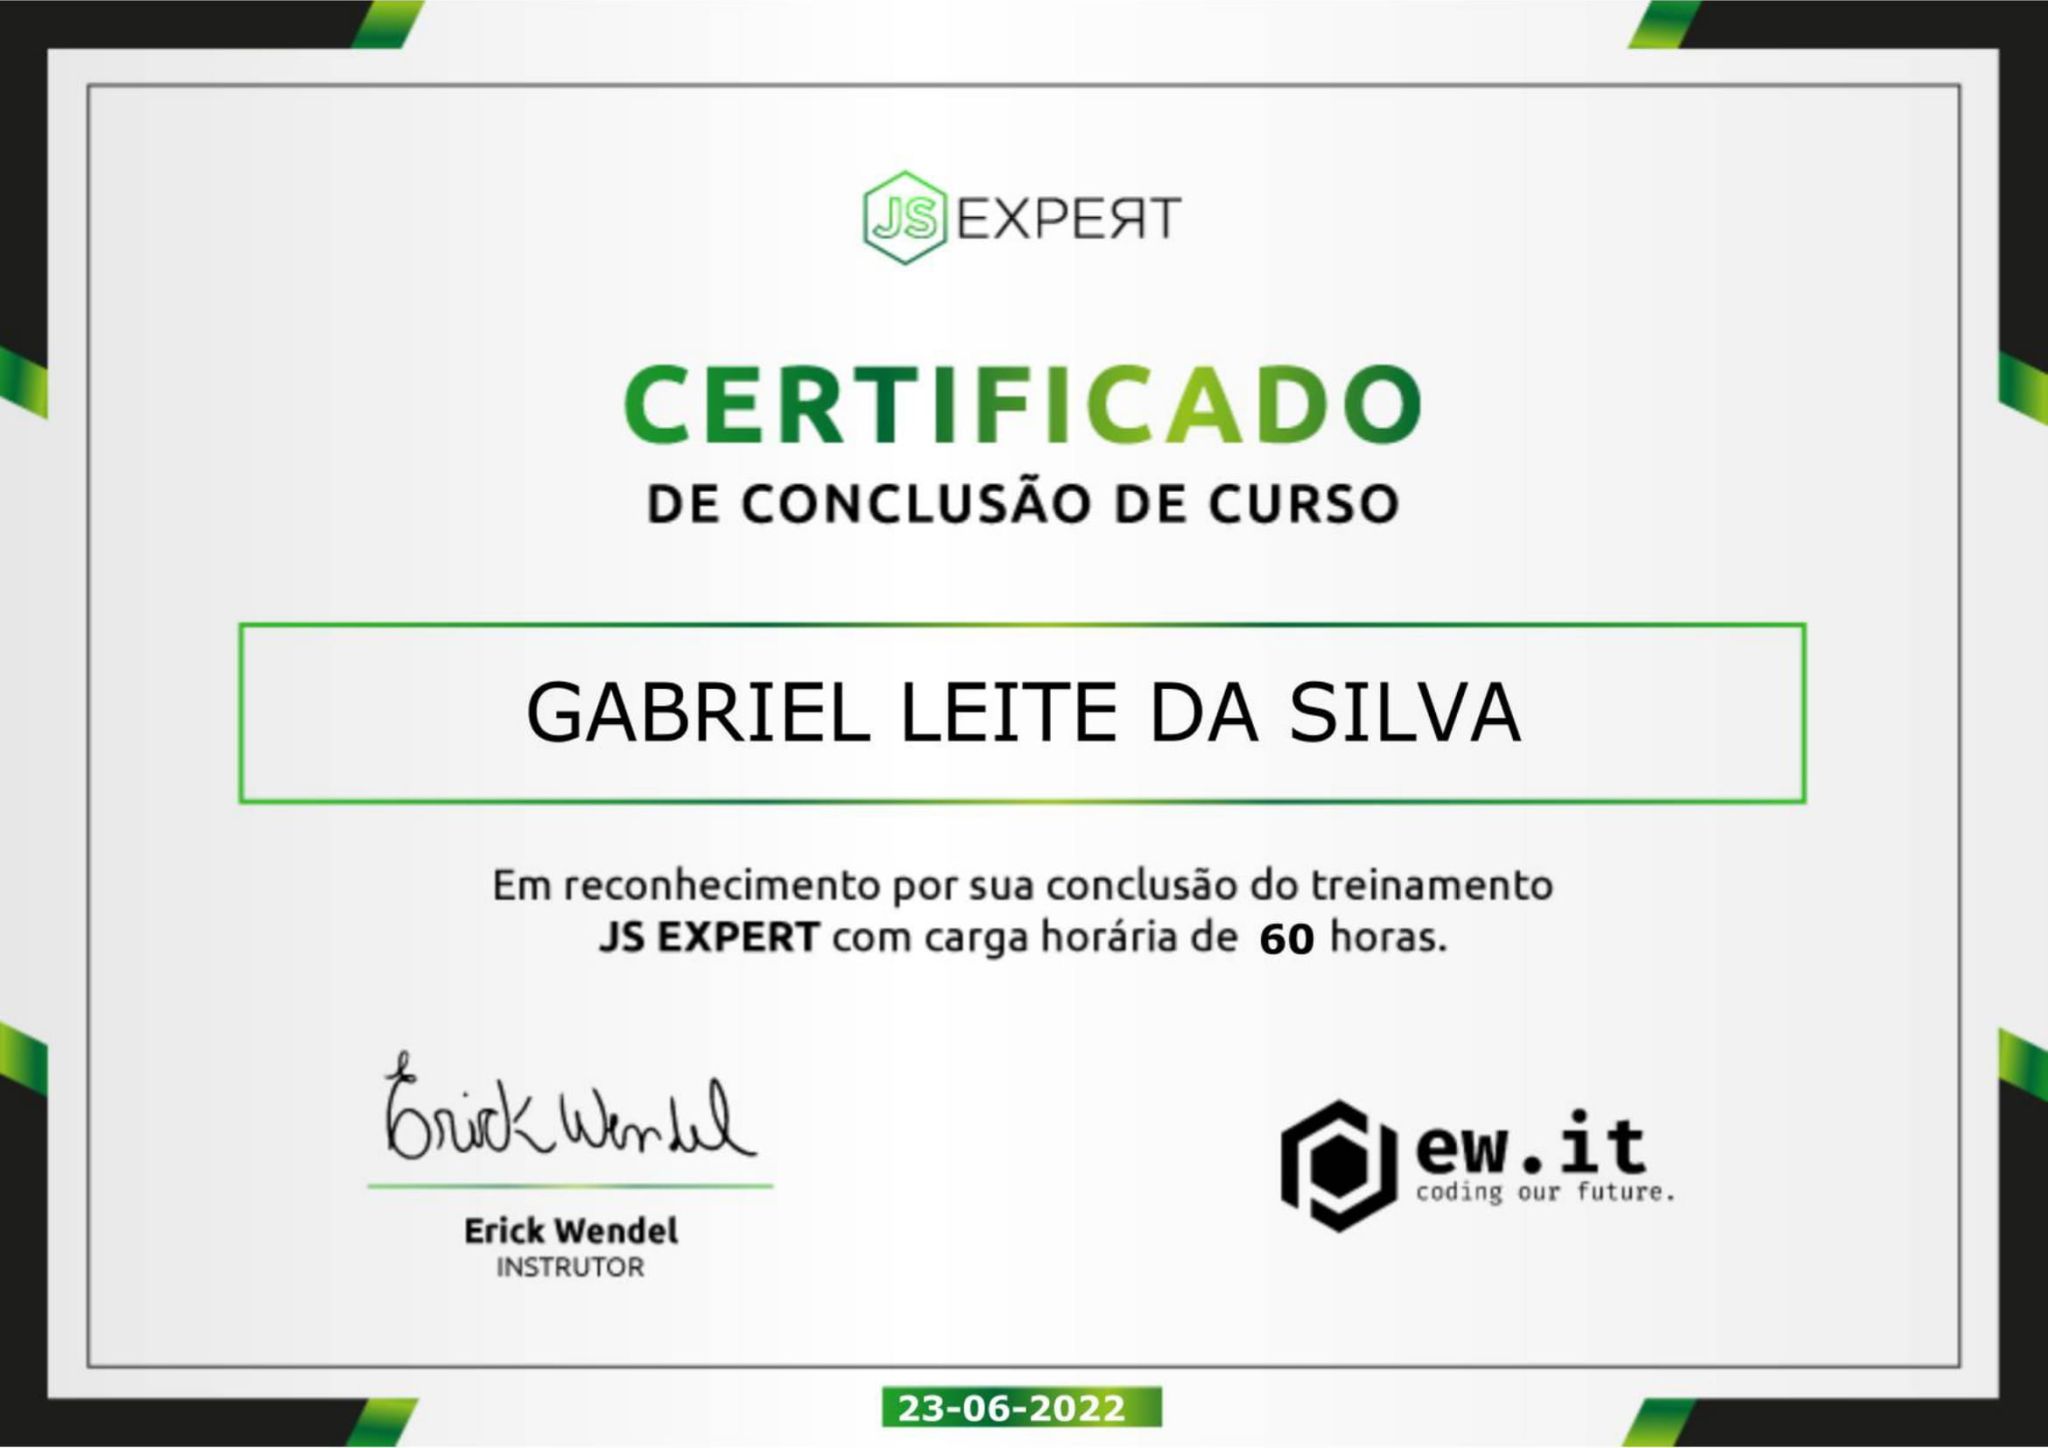 JS EXPERT
CERTIFICADO
DE CONCLUSÃO DE CURSO
GABRIEL LEITE DA SILVA
Em reconhecimento por sua conclusão do treinamento
JS EXPERT com carga horária de 60 horas.
Erick Wendel
Erick Wendel
INSTRUTOR
ew.it
coding our future.
23-06-2022